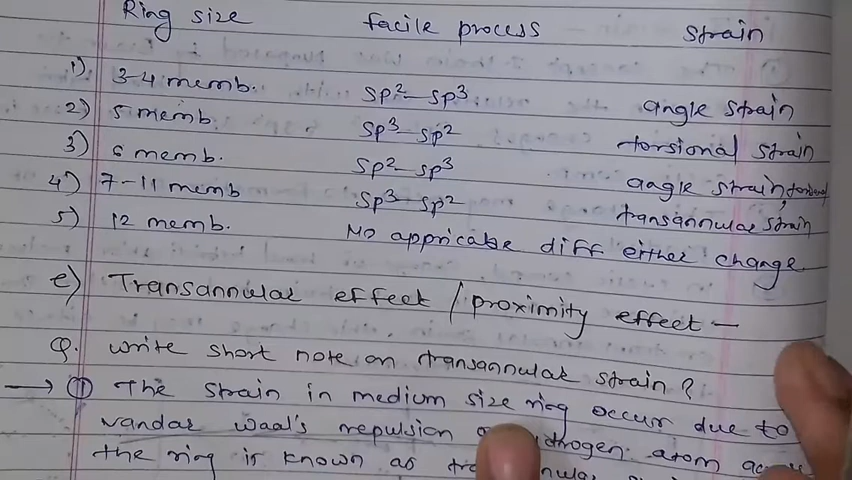 Ring size facile process strain
1) 3-4 memb. sp²-sp³ angle strain
2) 5 memb. sp³-sp² torsional strain
3) 6 memb. sp²-sp³ angle strain, torsional
4) 7-11 memb sp³-sp² transannular strain
5) 12 memb. No appricabe diff either change
e) Transannular effect / proximity effect —
Q. write short note on transannular strain?
→ ① The strain in medium size ring occur due to
vandar waal's repulsion hydrogen atom
the ring is known as